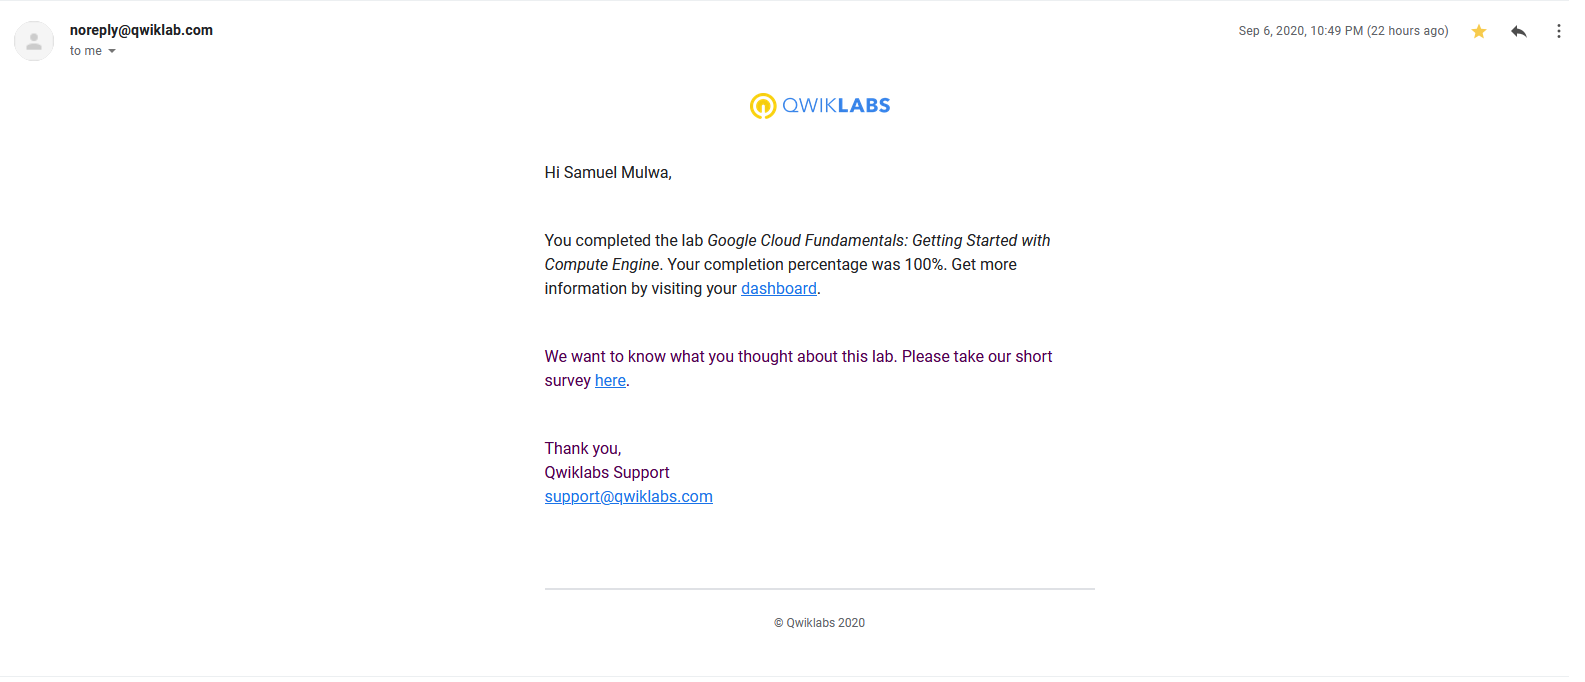 noreply@qwiklab.com
Sep 6, 2020, 10:49 PM (22 hours ago)
to me
QWIKLABS
Hi Samuel Mulwa,
You completed the lab Google Cloud Fundamentals: Getting Started with
Compute Engine. Your completion percentage was 100%. Get more
information by visiting your dashboard.
We want to know what you thought about this lab. Please take our short
survey here.
Thank you,
Qwiklabs Support
support@qwiklabs.com
© Qwiklabs 2020